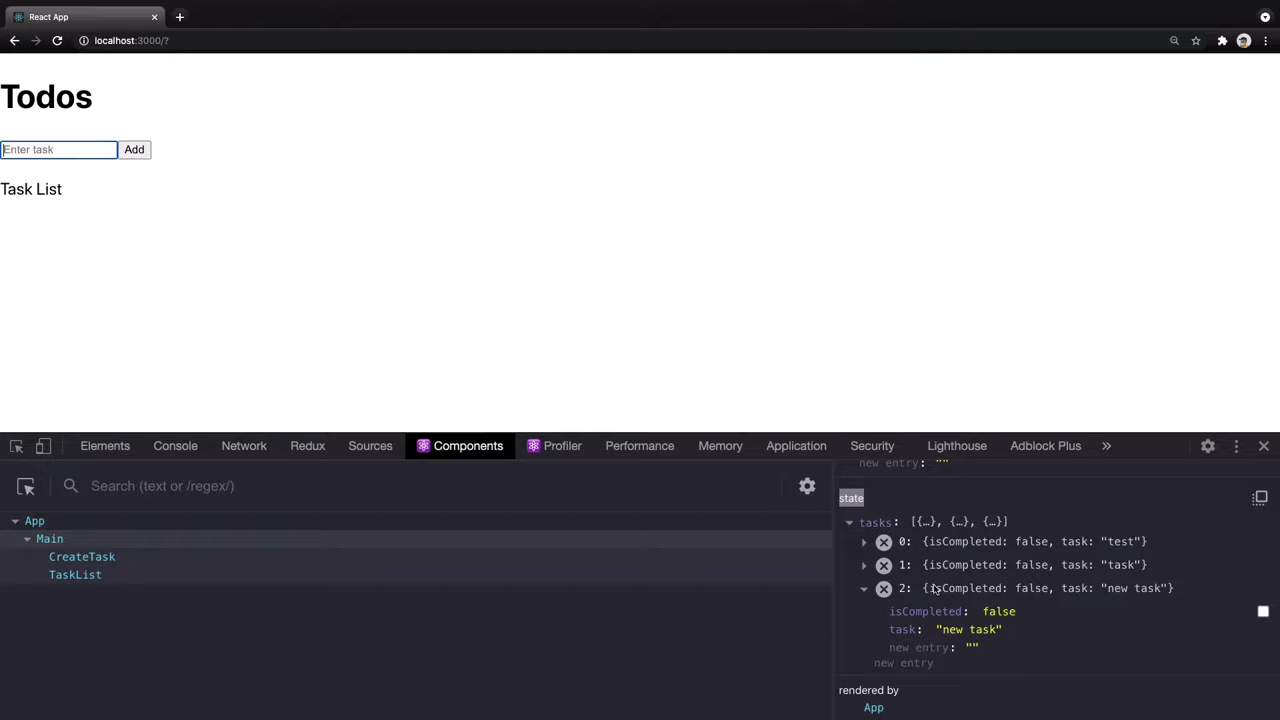 React App
localhost:3000/?
Todos
Enter task
Add
Task List
Elements Console Network Redux Sources Components Profiler Performance Memory Application Security Lighthouse Adblock Plus »
Search (text or /regex/)
App
Main
CreateTask
TaskList
new entry: ""
state
tasks: [{…}, {…}, {…}]
0: {isCompleted: false, task: "test"}
1: {isCompleted: false, task: "task"}
2: {isCompleted: false, task: "new task"}
isCompleted: false
task: "new task"
new entry: ""
new entry
rendered by
App